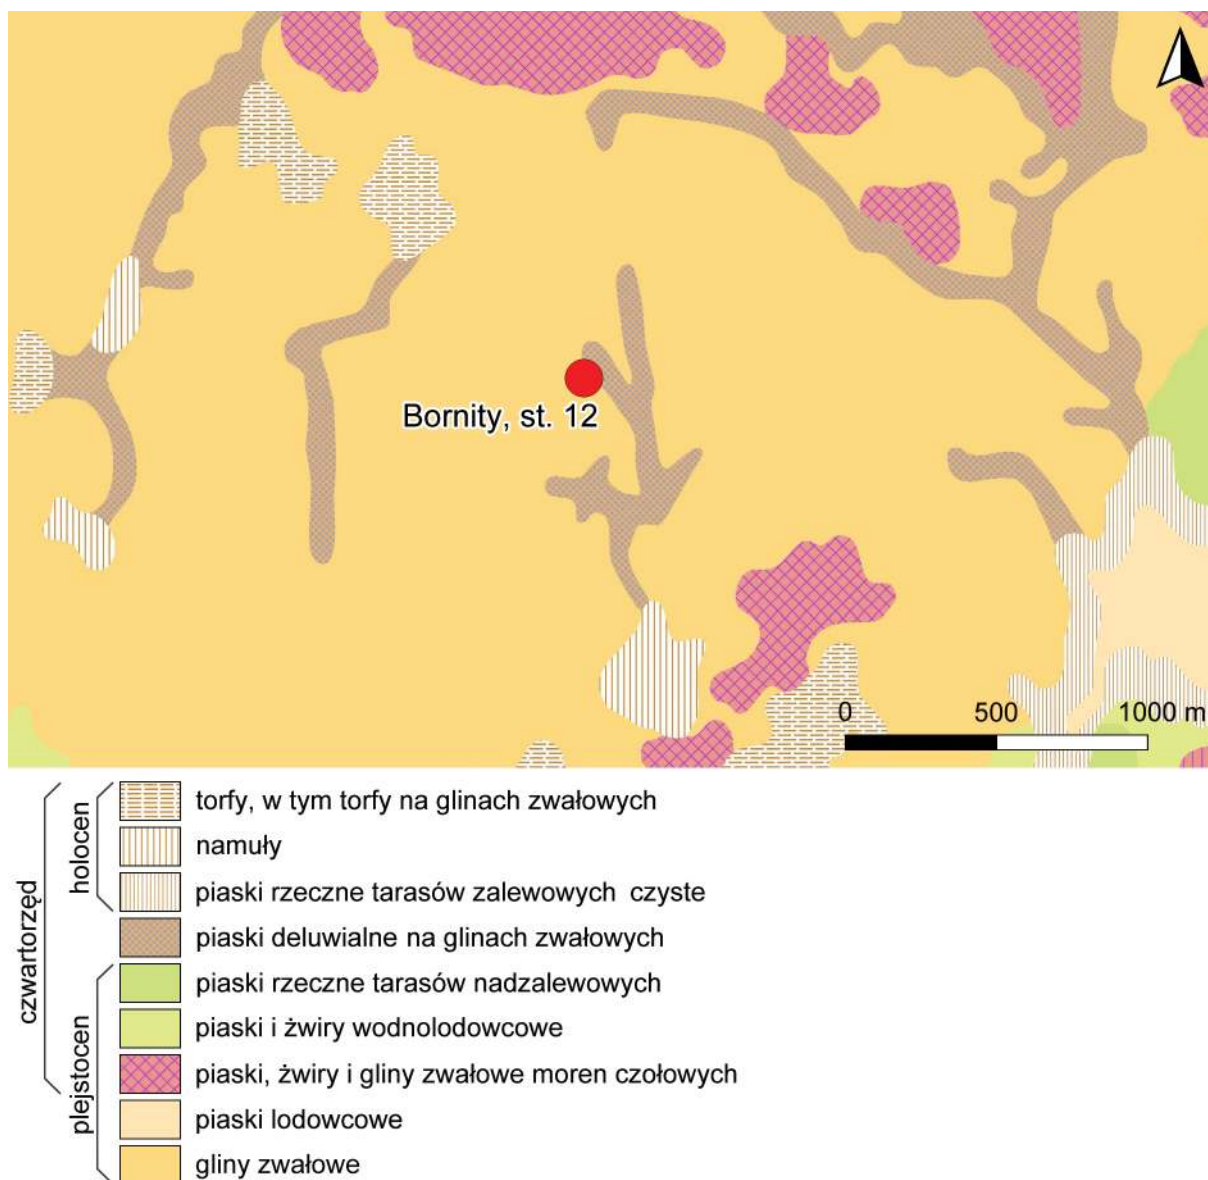 Bornity, st. 12
0 500 1000 m
czwartorzęd
holocen
torfy, w tym torfy na glinach zwałowych
namuły
piaski rzeczne tarasów zalewowych czyste
piaski deluwialne na glinach zwałowych
plejstocen
piaski rzeczne tarasów nadzalewowych
piaski i żwiry wodnolodowcowe
piaski, żwiry i gliny zwałowe moren czołowych
piaski lodowcowe
gliny zwałowe